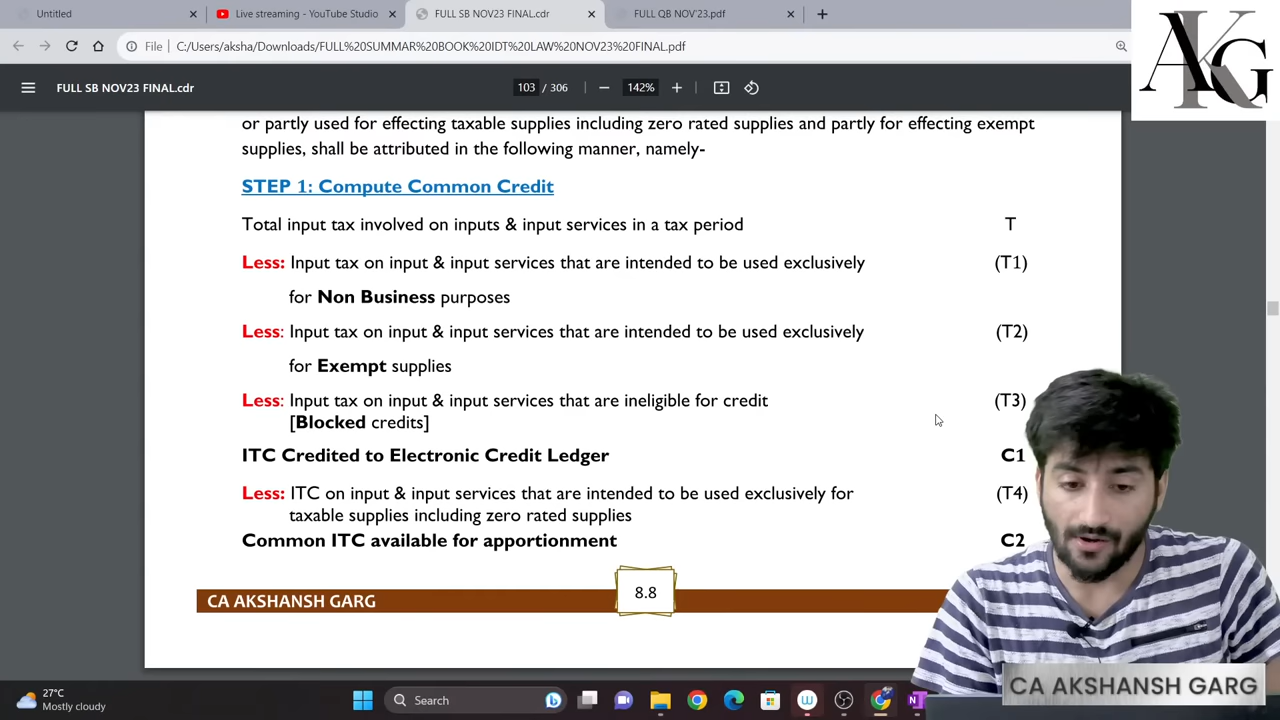 Untitled
Live streaming - YouTube Studio
FULL SB NOV23 FINAL.cdr
FULL QB NOV'23.pdf
File
C:/Users/aksha/Downloads/FULL%20SUMMAR%20BOOK%20IDT%20LAW%20NOV23%20FINAL.pdf
AKG
FULL SB NOV23 FINAL.cdr
103 / 306
142%
or partly used for effecting taxable supplies including zero rated supplies and partly for effecting exempt
supplies, shall be attributed in the following manner, namely-
STEP 1: Compute Common Credit
Total input tax involved on inputs & input services in a tax period T
Less: Input tax on input & input services that are intended to be used exclusively (T1)
for Non Business purposes
Less: Input tax on input & input services that are intended to be used exclusively (T2)
for Exempt supplies
Less: Input tax on input & input services that are ineligible for credit (T3)
[Blocked credits]
ITC Credited to Electronic Credit Ledger C1
Less: ITC on input & input services that are intended to be used exclusively for (T4)
taxable supplies including zero rated supplies
Common ITC available for apportionment C2
CA AKSHANSH GARG
8.8
CA AKSHANSH GARG
27°C
Mostly cloudy
Search